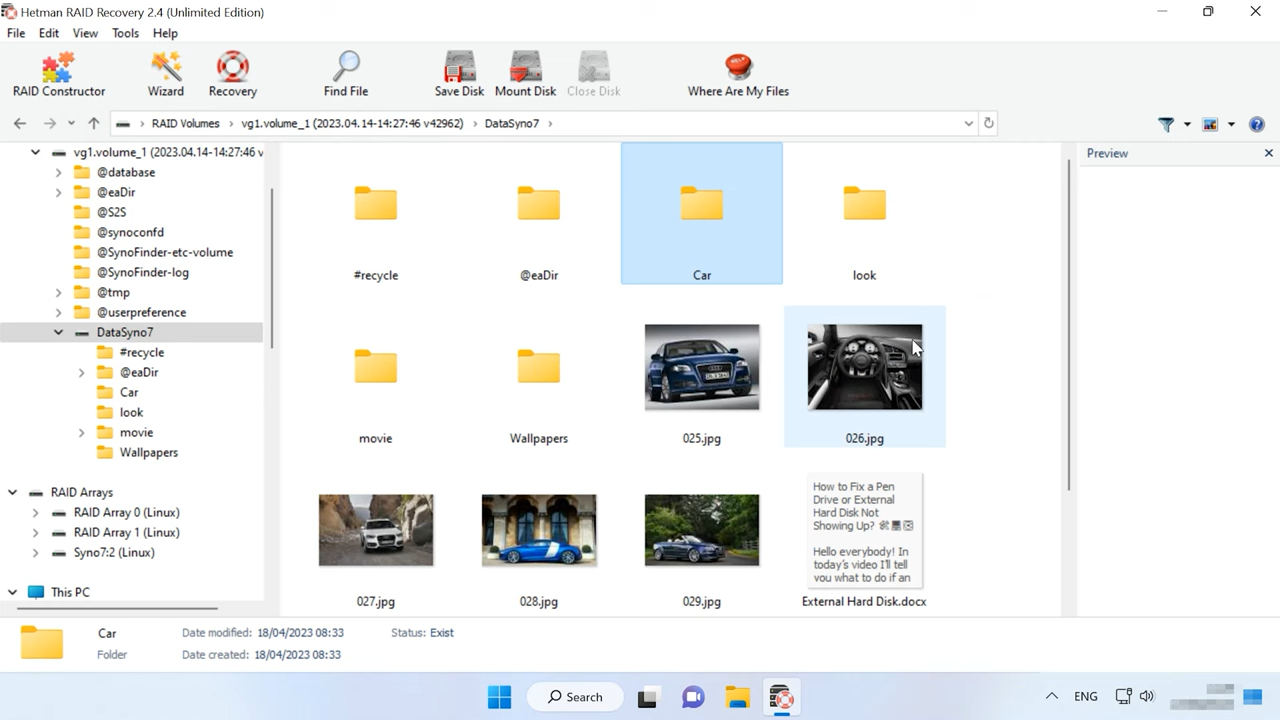 Hetman RAID Recovery 2.4 (Unlimited Edition)
File Edit View Tools Help
RAID Constructor Wizard Recovery Find File Save Disk Mount Disk Close Disk Where Are My Files
RAID Volumes vg1.volume_1 (2023.04.14-14:27:46 v42962) DataSyno7
vg1.volume_1 (2023.04.14-14:27:46 v
@database
@eaDir
@S2S
@synoconfd
@SynoFinder-etc-volume
@SynoFinder-log
@tmp
@userpreference
DataSyno7
#recycle
@eaDir
Car
look
movie
Wallpapers
RAID Arrays
RAID Array 0 (Linux)
RAID Array 1 (Linux)
Syno7:2 (Linux)
This PC
#recycle @eaDir Car look
movie Wallpapers 025.jpg 026.jpg
How to Fix a Pen
Drive or External
Hard Disk Not
Showing Up?
Hello everybody! In
today's video I'll tell
you what to do if an
027.jpg 028.jpg 029.jpg External Hard Disk.docx
Preview
Car Date modified: 18/04/2023 08:33 Status: Exist
Folder Date created: 18/04/2023 08:33
Search ENG